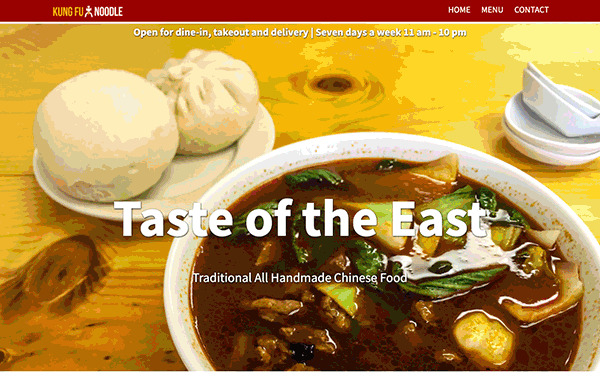 KUNG FU NOODLE HOME MENU CONTACT
Open for dine-in, takeout and delivery | Seven days a week 11 am - 10 pm
Taste of the East
Traditional All Handmade Chinese Food